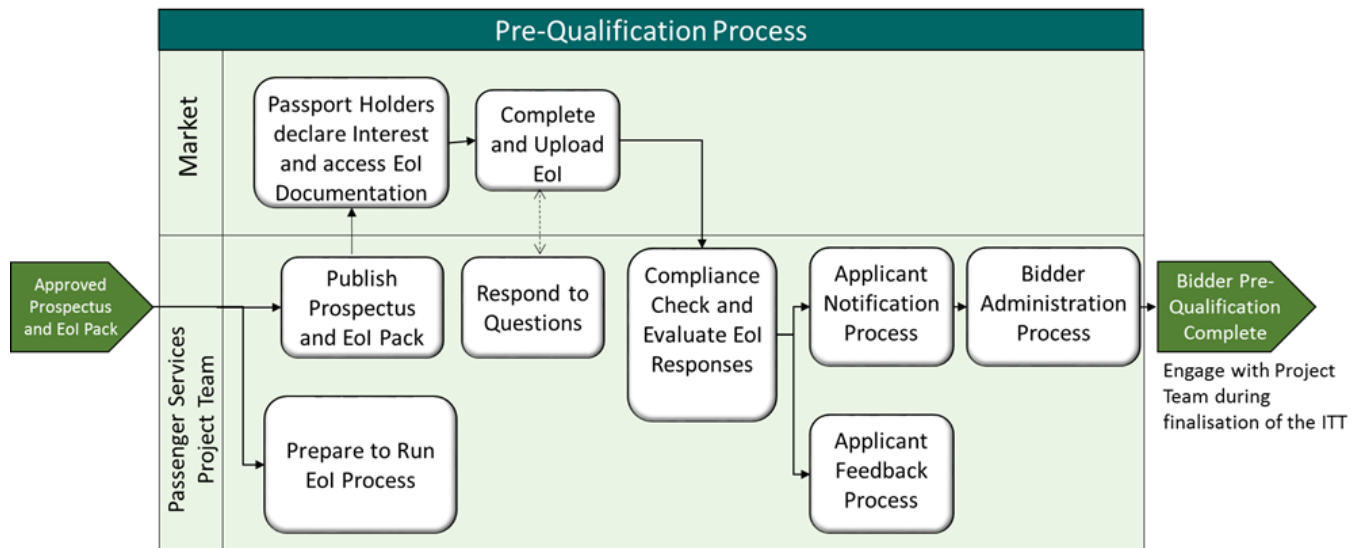 Pre-Qualification Process
Market
Passport Holders
declare Interest
and access EoI
Documentation
Complete
and Upload
EoI
Passenger Services
Project Team
Approved
Prospectus
and EoI Pack
Publish
Prospectus
and EoI Pack
Respond to
Questions
Compliance
Check and
Evaluate EoI
Responses
Applicant
Notification
Process
Bidder
Administration
Process
Bidder Pre-
Qualification
Complete
Engage with Project
Team during
finalisation of the ITT
Prepare to Run
EoI Process
Applicant
Feedback
Process